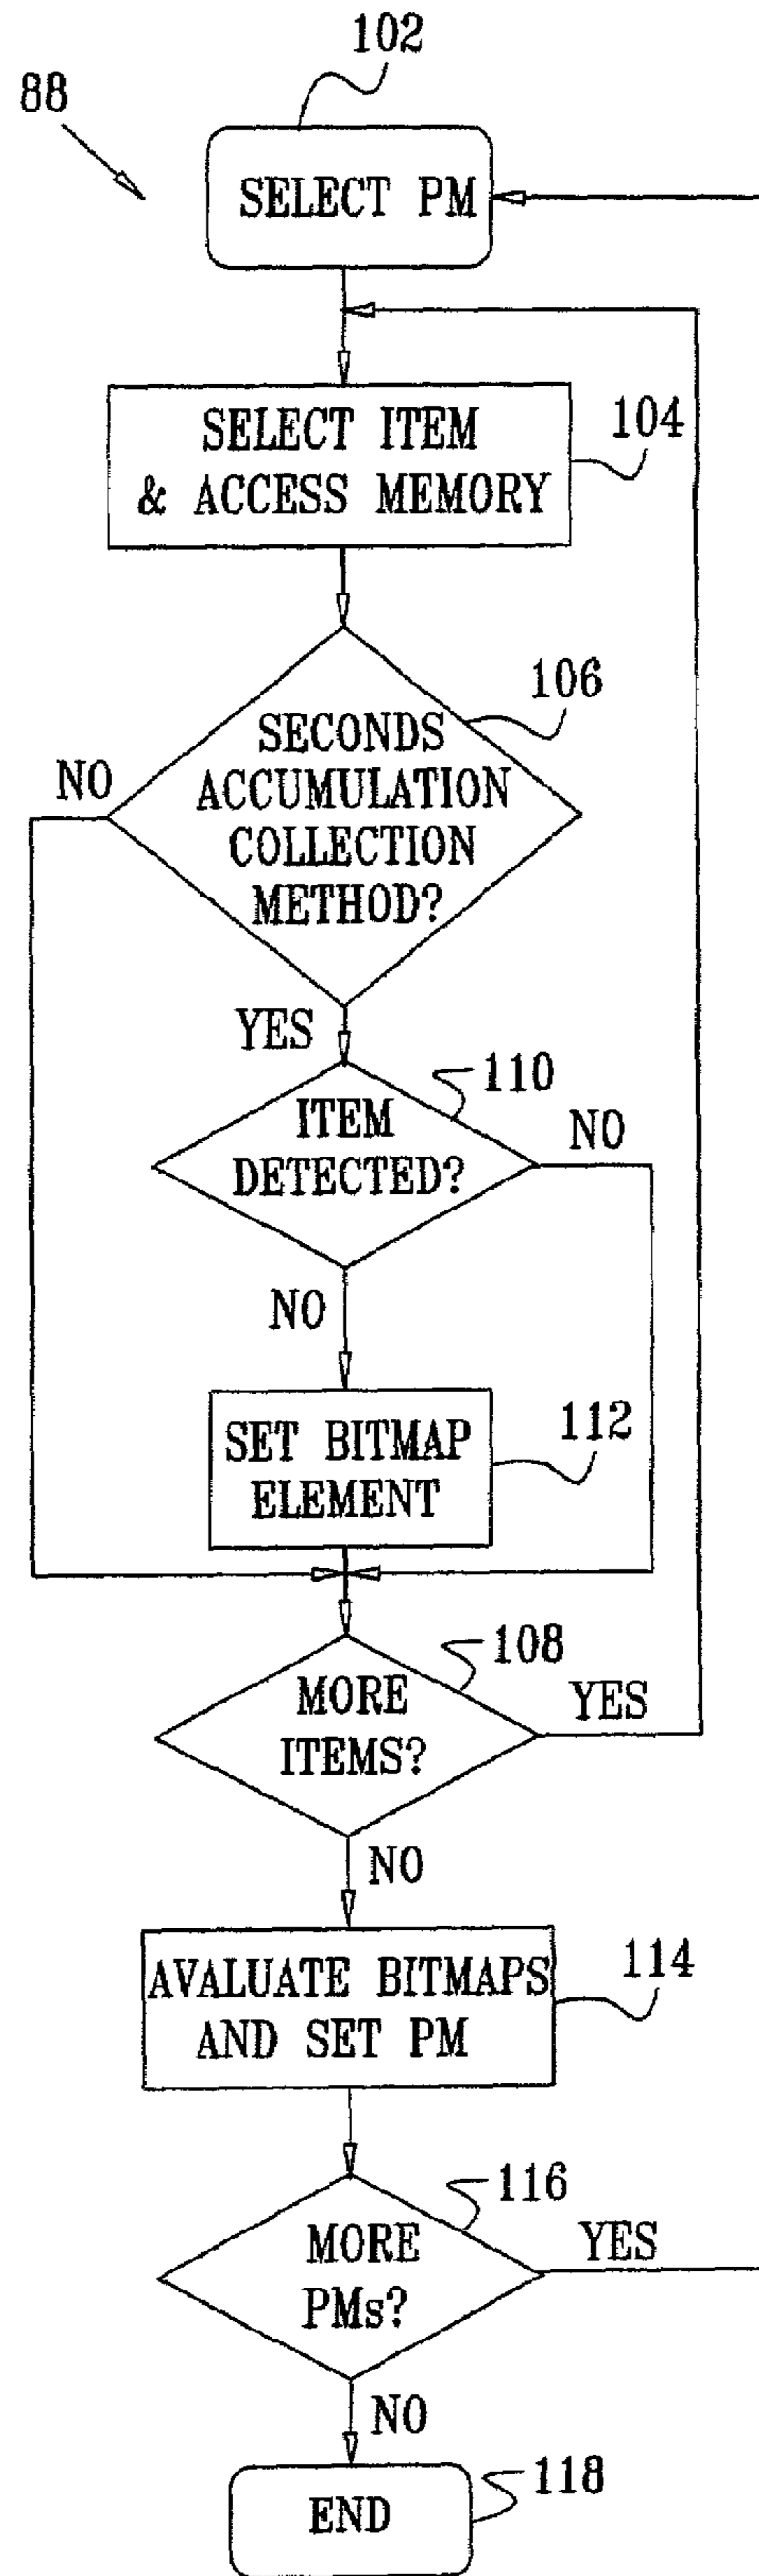 102
88
SELECT PM
SELECT ITEM
& ACCESS MEMORY
104
106
SECONDS
ACCUMULATION
COLLECTION
METHOD?
NO
YES
110
ITEM
DETECTED?
NO
NO
SET BITMAP
ELEMENT
112
108
MORE
ITEMS?
YES
NO
AVALUATE BITMAPS
AND SET PM
114
116
MORE
PMs?
YES
NO
END
118